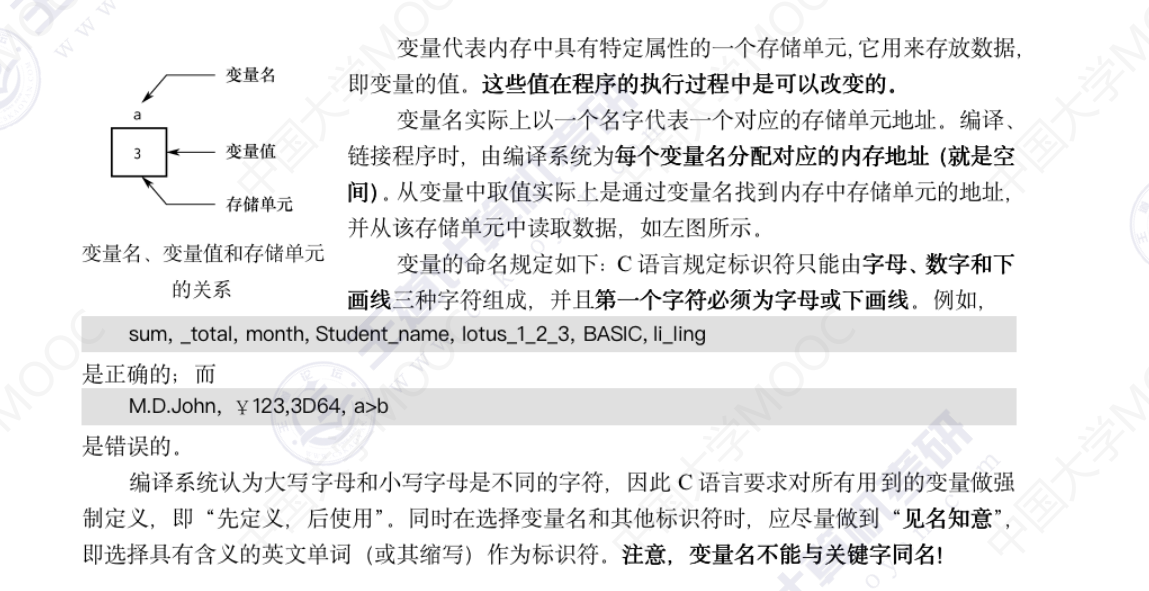 变量名
a
3
变量值
存储单元
变量名、变量值和存储单元
的关系
变量代表内存中具有特定属性的一个存储单元, 它用来存放数据,
即变量的值。这些值在程序的执行过程中是可以改变的。
变量名实际上以一个名字代表一个对应的存储单元地址。编译、
链接程序时，由编译系统为每个变量名分配对应的内存地址（就是空
间）。从变量中取值实际上是通过变量名找到内存中存储单元的地址,
并从该存储单元中读取数据，如左图所示。
变量的命名规定如下：C 语言规定标识符只能由字母、数字和下
画线三种字符组成，并且第一个字符必须为字母或下画线。例如,
sum, _total, month, Student_name, lotus_1_2_3, BASIC, li_ling
是正确的；而
M.D.John, ￥123,3D64, a>b
是错误的。
编译系统认为大写字母和小写字母是不同的字符，因此 C 语言要求对所有用到的变量做强
制定义，即“先定义，后使用”。同时在选择变量名和其他标识符时，应尽量做到“见名知意”,
即选择具有含义的英文单词（或其缩写）作为标识符。注意，变量名不能与关键字同名!
中国大学MOOC
王道计算机考研